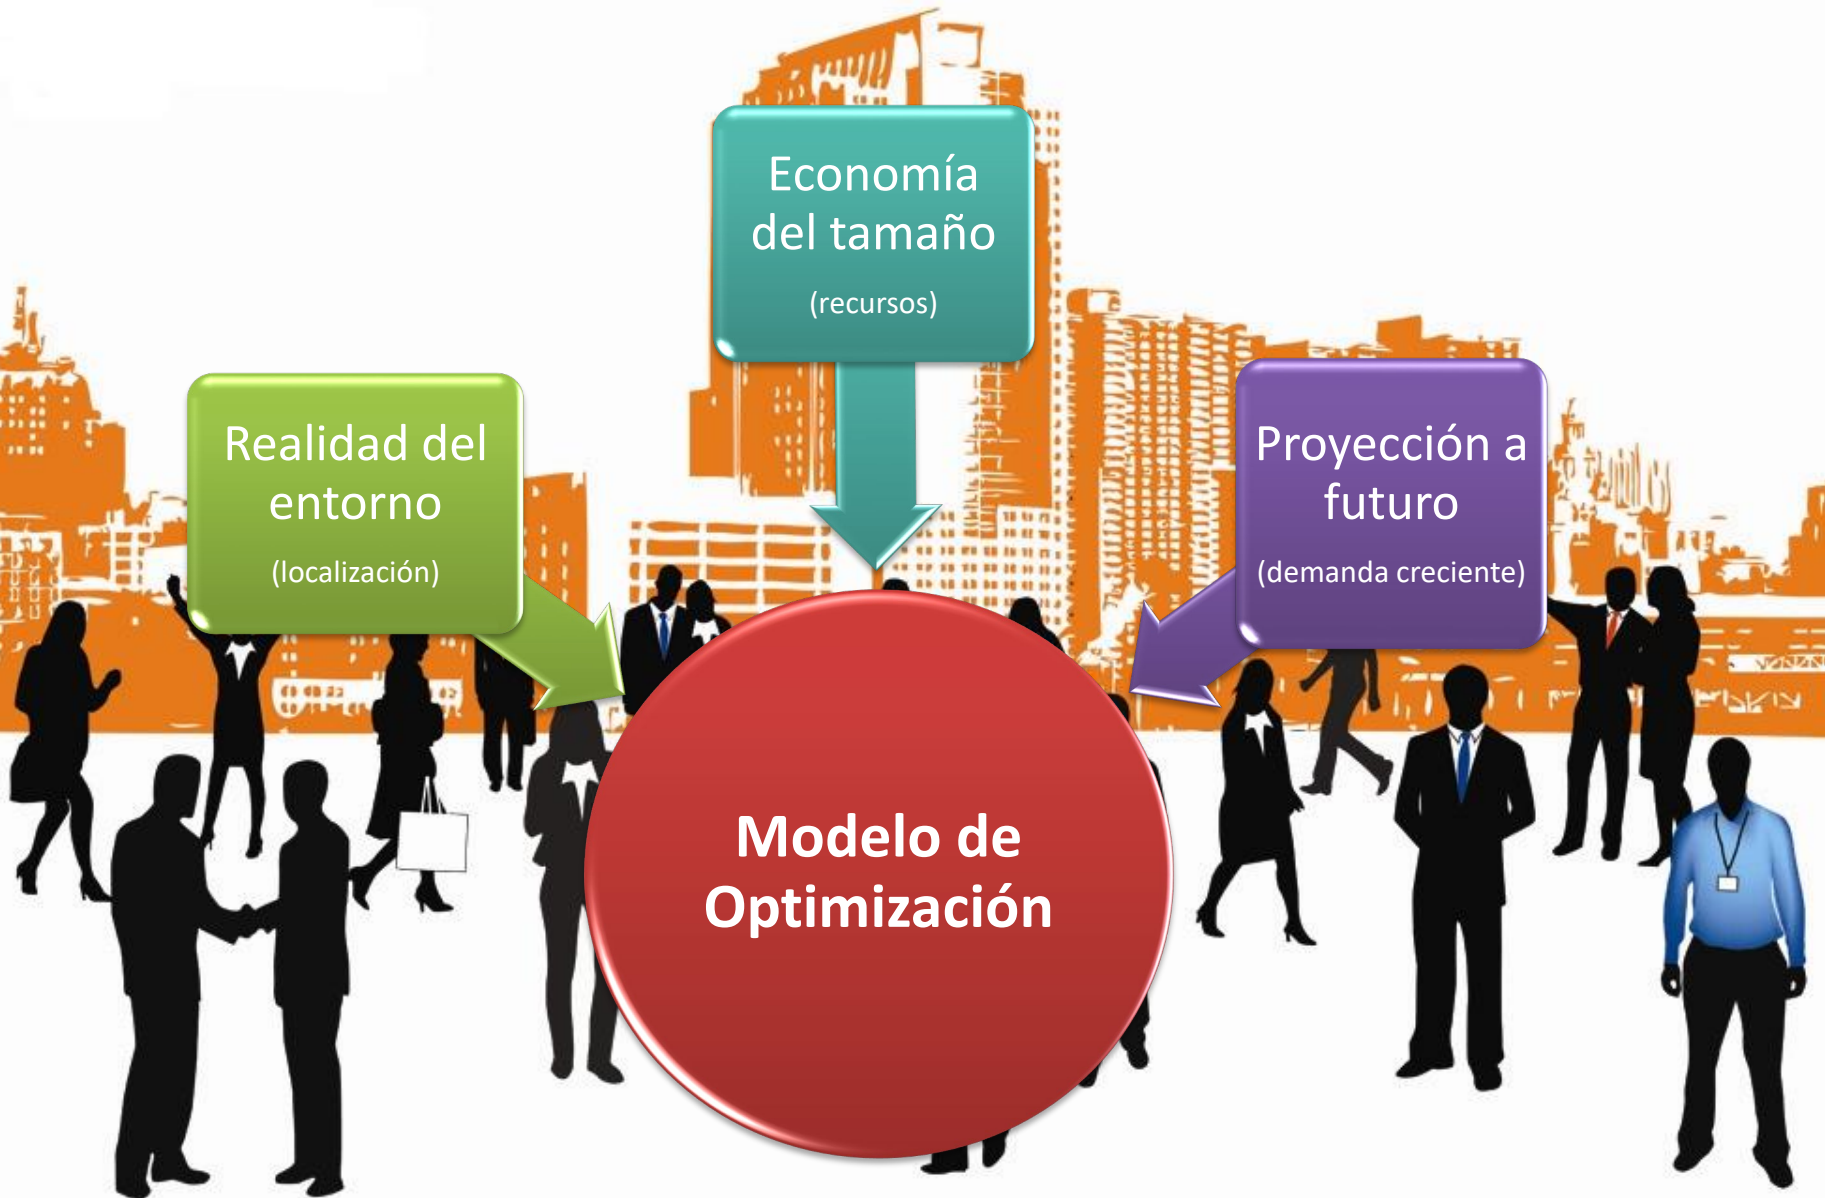 Economía
del tamaño
(recursos)
Realidad del
entorno
(localización)
Proyección a
futuro
(demanda creciente)
Modelo de
Optimización